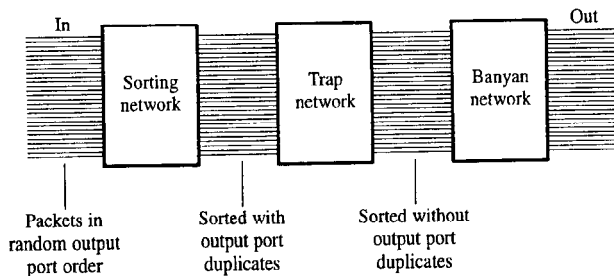 In
Out
Sorting
network
Trap
network
Banyan
network
Packets in
random output
port order
Sorted with
output port
duplicates
Sorted without
output port
duplicates